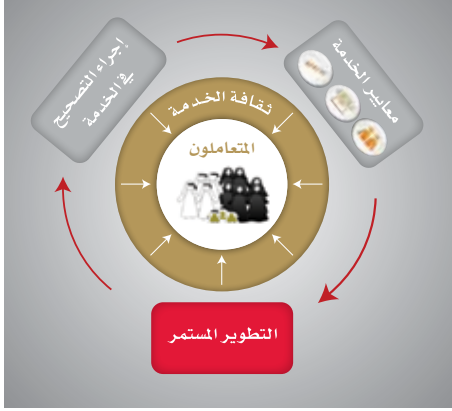 إجراء التصحيح
في الخدمة
معايير الخدمة
ثقافة الخدمة
المتعاملون
التطوير المستمر